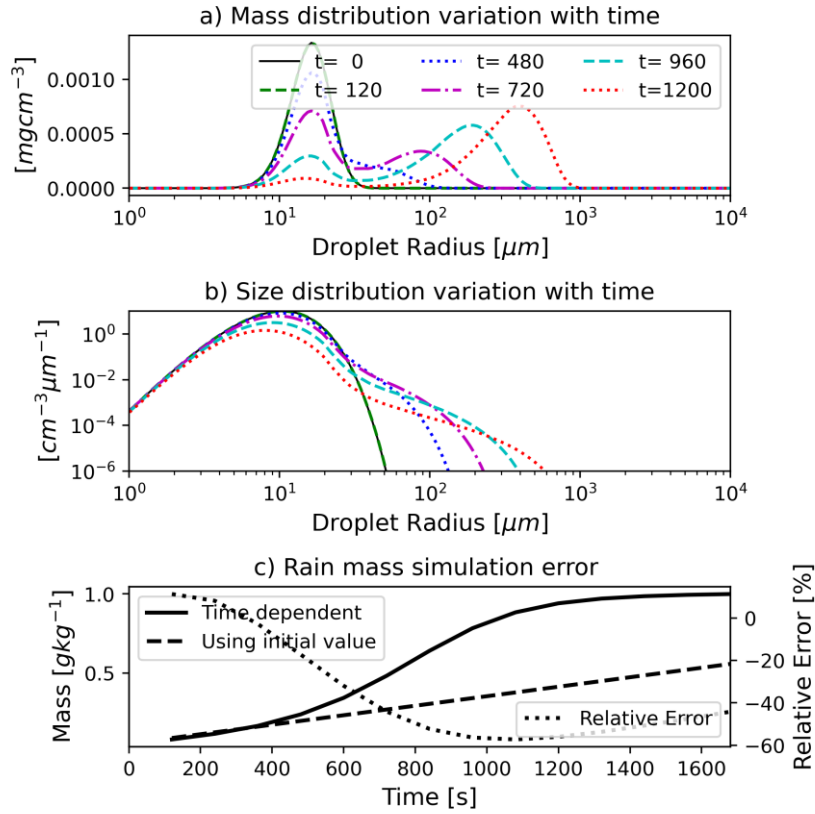 a) Mass distribution variation with time
[mgcm⁻³]
0.0010
0.0005
0.0000
t=  0
t= 120
t= 480
t= 720
t= 960
t=1200
10⁰ 10¹ 10² 10³ 10⁴
Droplet Radius [μm]
b) Size distribution variation with time
[cm⁻³μm⁻¹]
10⁰
10⁻²
10⁻⁴
10⁻⁶
10⁰ 10¹ 10² 10³ 10⁴
Droplet Radius [μm]
c) Rain mass simulation error
Mass [gkg⁻¹]
1.0
0.5
Time dependent
Using initial value
Relative Error
0
−20
−40
−60
Relative Error [%]
0 200 400 600 800 1000 1200 1400 1600
Time [s]